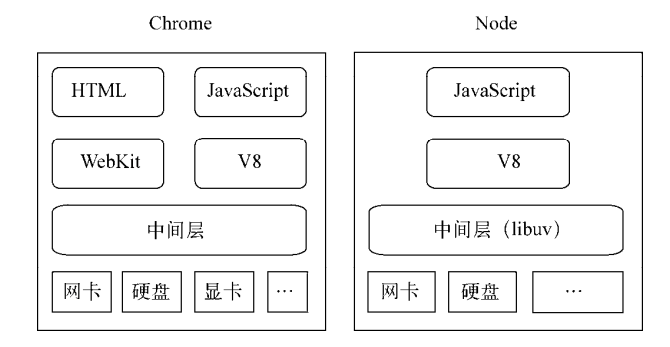 Chrome
Node
HTML
JavaScript
JavaScript
WebKit
V8
V8
中间层
中间层（libuv）
网卡
硬盘
显卡
…
网卡
硬盘
…